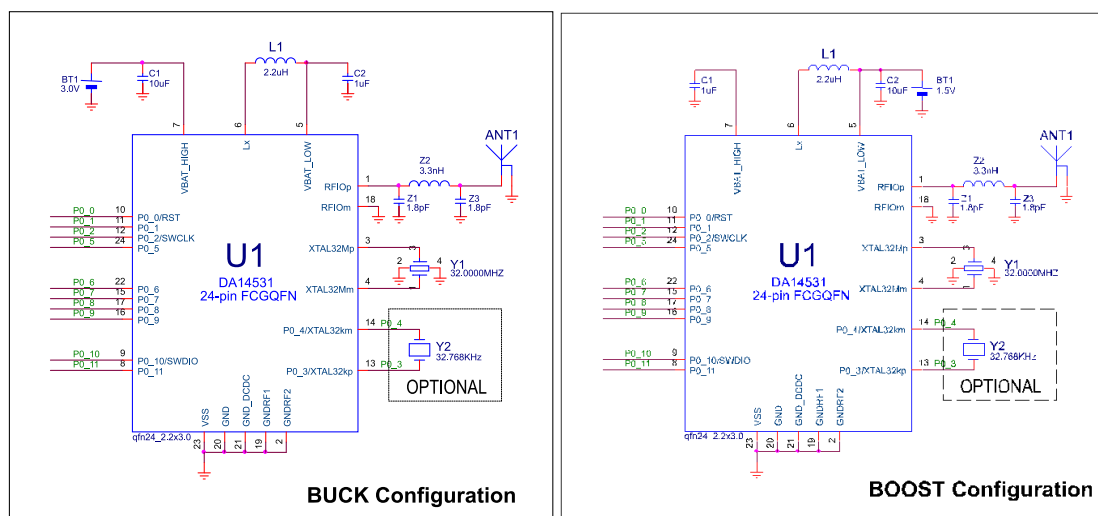 L1
2.2uH
BT1
3.0V
C1
10uF
C2
1uF
7
6
5
VBAT_HIGH
Lx
VBAT_LOW
ANT1
Z2
3.3nH
1
RFIOp
18
RFIOm
Z1
1.8pF
Z3
1.8pF
P0_0
10
P0_0/RST
P0_1
11
P0_1
P0_2
12
P0_2/SWCLK
P0_5
24
P0_5
U1
DA14531
24-pin FCGQFN
3
XTAL32Mp
4
XTAL32Mm
3
2
4
1
Y1
32.0000MHZ
P0_6
22
P0_6
P0_7
15
P0_7
P0_8
17
P0_8
P0_9
16
P0_9
14
P0_4
P0_4/XTAL32km
13
P0_3
P0_3/XTAL32kp
Y2
32.768KHz
OPTIONAL
P0_10
9
P0_10/SWDIO
P0_11
8
P0_11
VSS
GND
GND_DCDC
GNDRF1
GNDRF2
qfn24_2.2x3.0
23
20
21
19
2
BUCK Configuration
L1
2.2uH
C1
1uF
C2
10uF
BT1
1.5V
7
6
5
VBAT_HIGH
Lx
VBAT_LOW
ANT1
Z2
3.3nH
1
RFIOp
18
RFIOm
Z1
1.8pF
Z3
1.8pF
P0_0
10
P0_0/RST
P0_1
11
P0_1
P0_2
12
P0_2/SWCLK
24
P0_5
U1
DA14531
24-pin FCGQFN
3
XTAL32Mp
4
XTAL32Mm
3
2
4
1
Y1
32.0000MHZ
P0_6
22
P0_6
P0_7
15
P0_7
P0_8
17
P0_8
P0_9
16
P0_9
14
P0_4
P0_4/XTAL32km
13
P0_3
P0_3/XTAL32kp
Y2
32.768KHz
OPTIONAL
P0_10
9
P0_10/SWDIO
P0_11
8
P0_11
VSS
GND
GND_DCDC
GNDRF1
GNDRF2
qfn24_2.2x3.0
23
20
21
19
2
BOOST Configuration